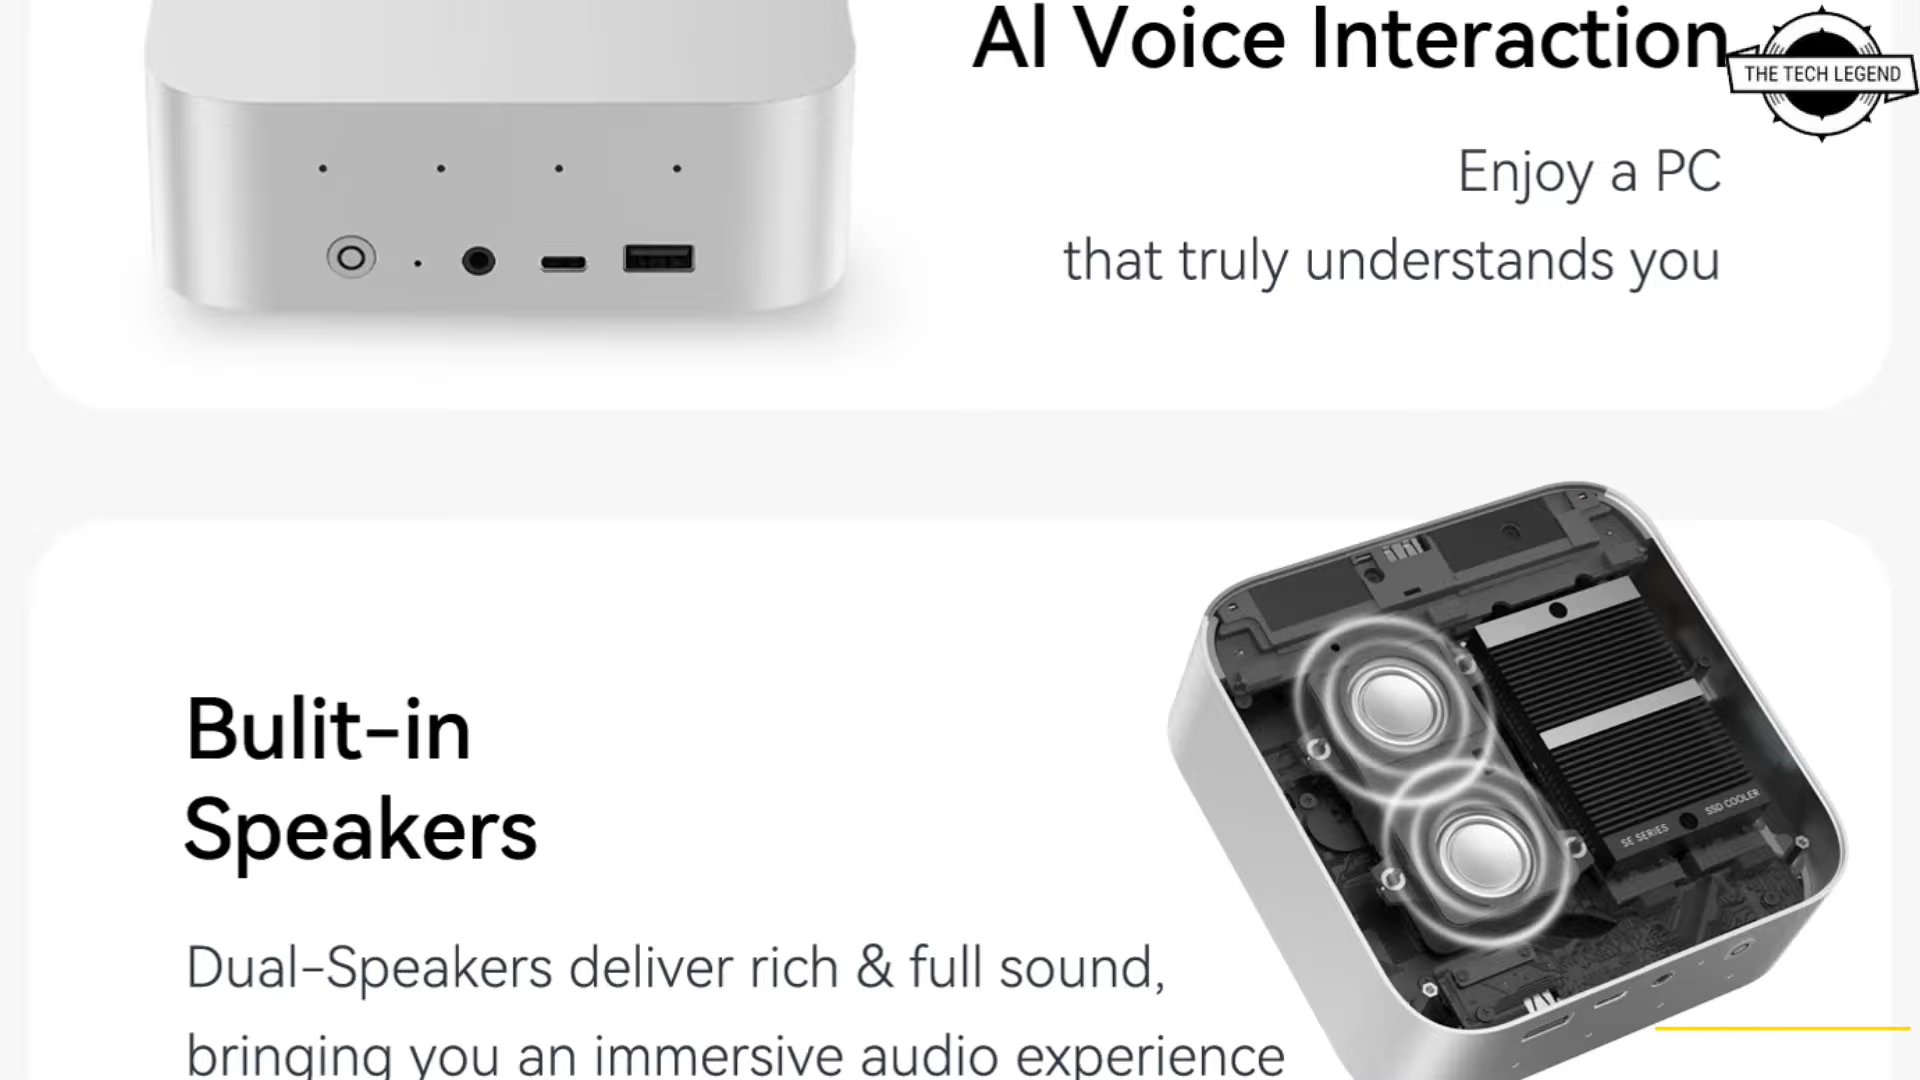 AI Voice Interaction
THE TECH LEGEND
Enjoy a PC
that truly understands you
Bulit-in
Speakers
Dual-Speakers deliver rich & full sound,
bringing you an immersive audio experience
SE SERIES SSD COOLER